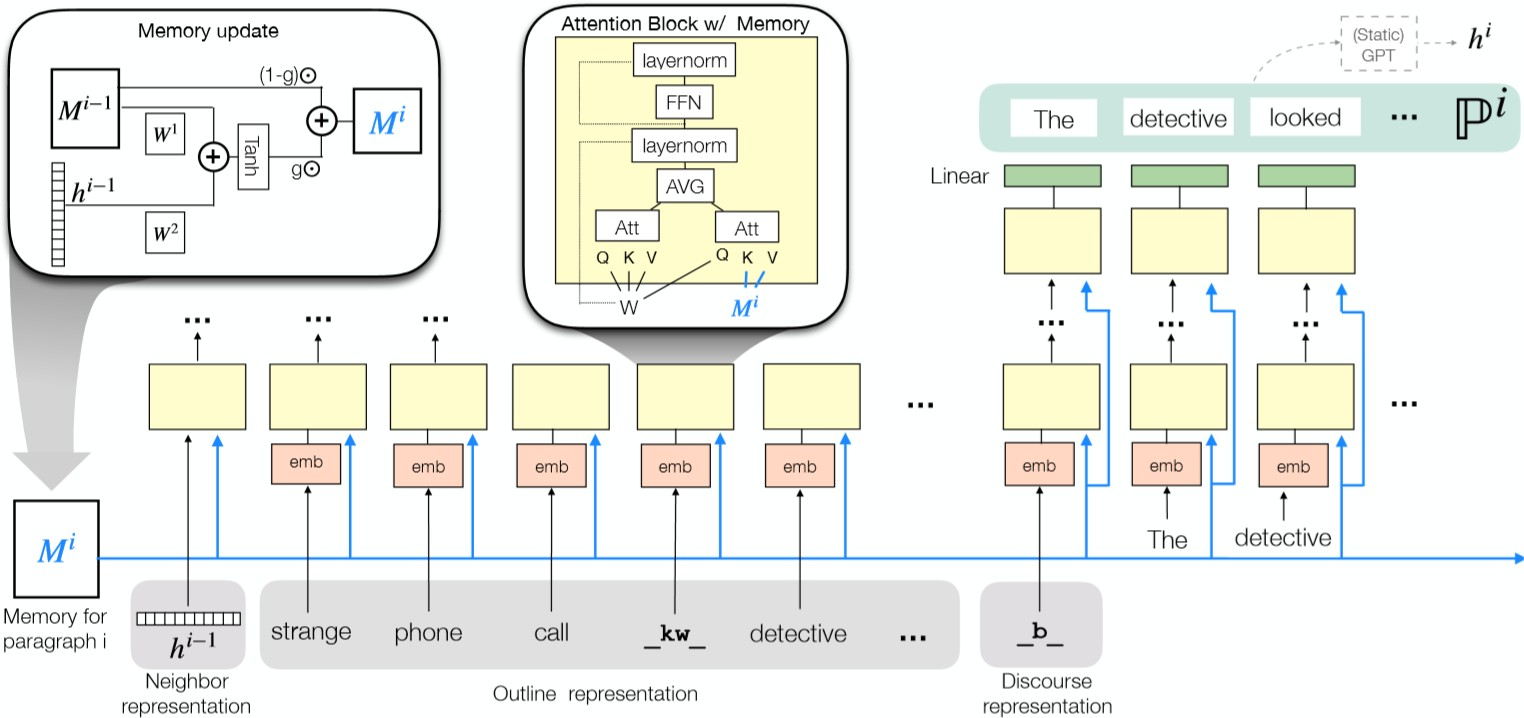 Memory update
(1-g)⊙
M^{i−1}
W^1
Tanh
g⊙
M^i
h^{i−1}
W^2
Attention Block w/ Memory
layernorm
FFN
layernorm
AVG
Att Att
Q K V Q K V
W
M^i
(Static)
GPT
h^i
The detective looked ... ℙ^i
Linear
... ... ...
... ... ...
... ...
emb emb emb emb emb emb emb emb
The detective
M^i
Memory for
paragraph i
h^{i−1}
strange phone call _kw_ detective ...
_b_
Neighbor
representation
Outline representation
Discourse
representation